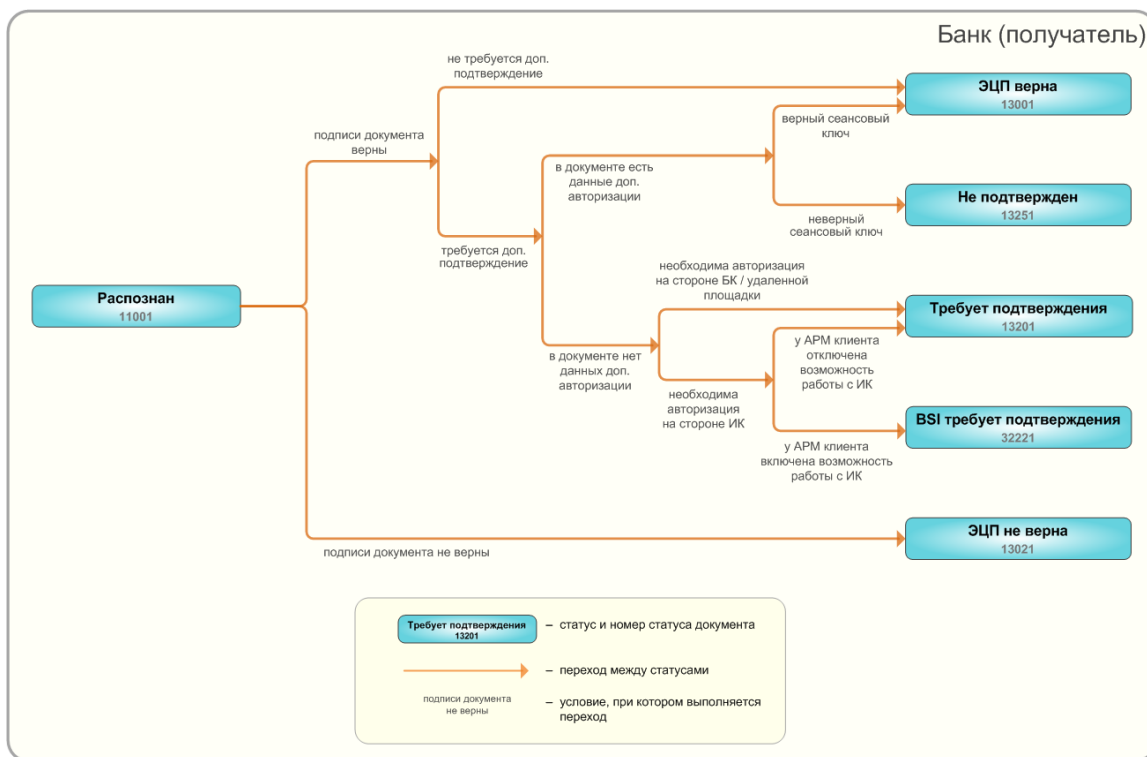 Банк (получатель)
не требуется доп.
подтверждение
ЭЦП верна
13001
подписи документа
верны
верный сеансовый
ключ
в документе есть
данные доп.
авторизации
Не подтвержден
13251
неверный
сеансовый ключ
требуется доп.
подтверждение
необходима авторизация
на стороне БК / удаленной
площадки
Распознан
11001
Требует подтверждения
13201
у АРМ клиента
отключена
возможность
работы с ИК
в документе нет
данных доп.
авторизации
необходима
авторизация
на стороне ИК
BSI требует подтверждения
32221
у АРМ клиента
включена возможность
работы с ИК
ЭЦП не верна
13021
подписи документа не верны
Требует подтверждения
13201
– статус и номер статуса документа
– переход между статусами
подписи документа
не верны
– условие, при котором выполняется
переход